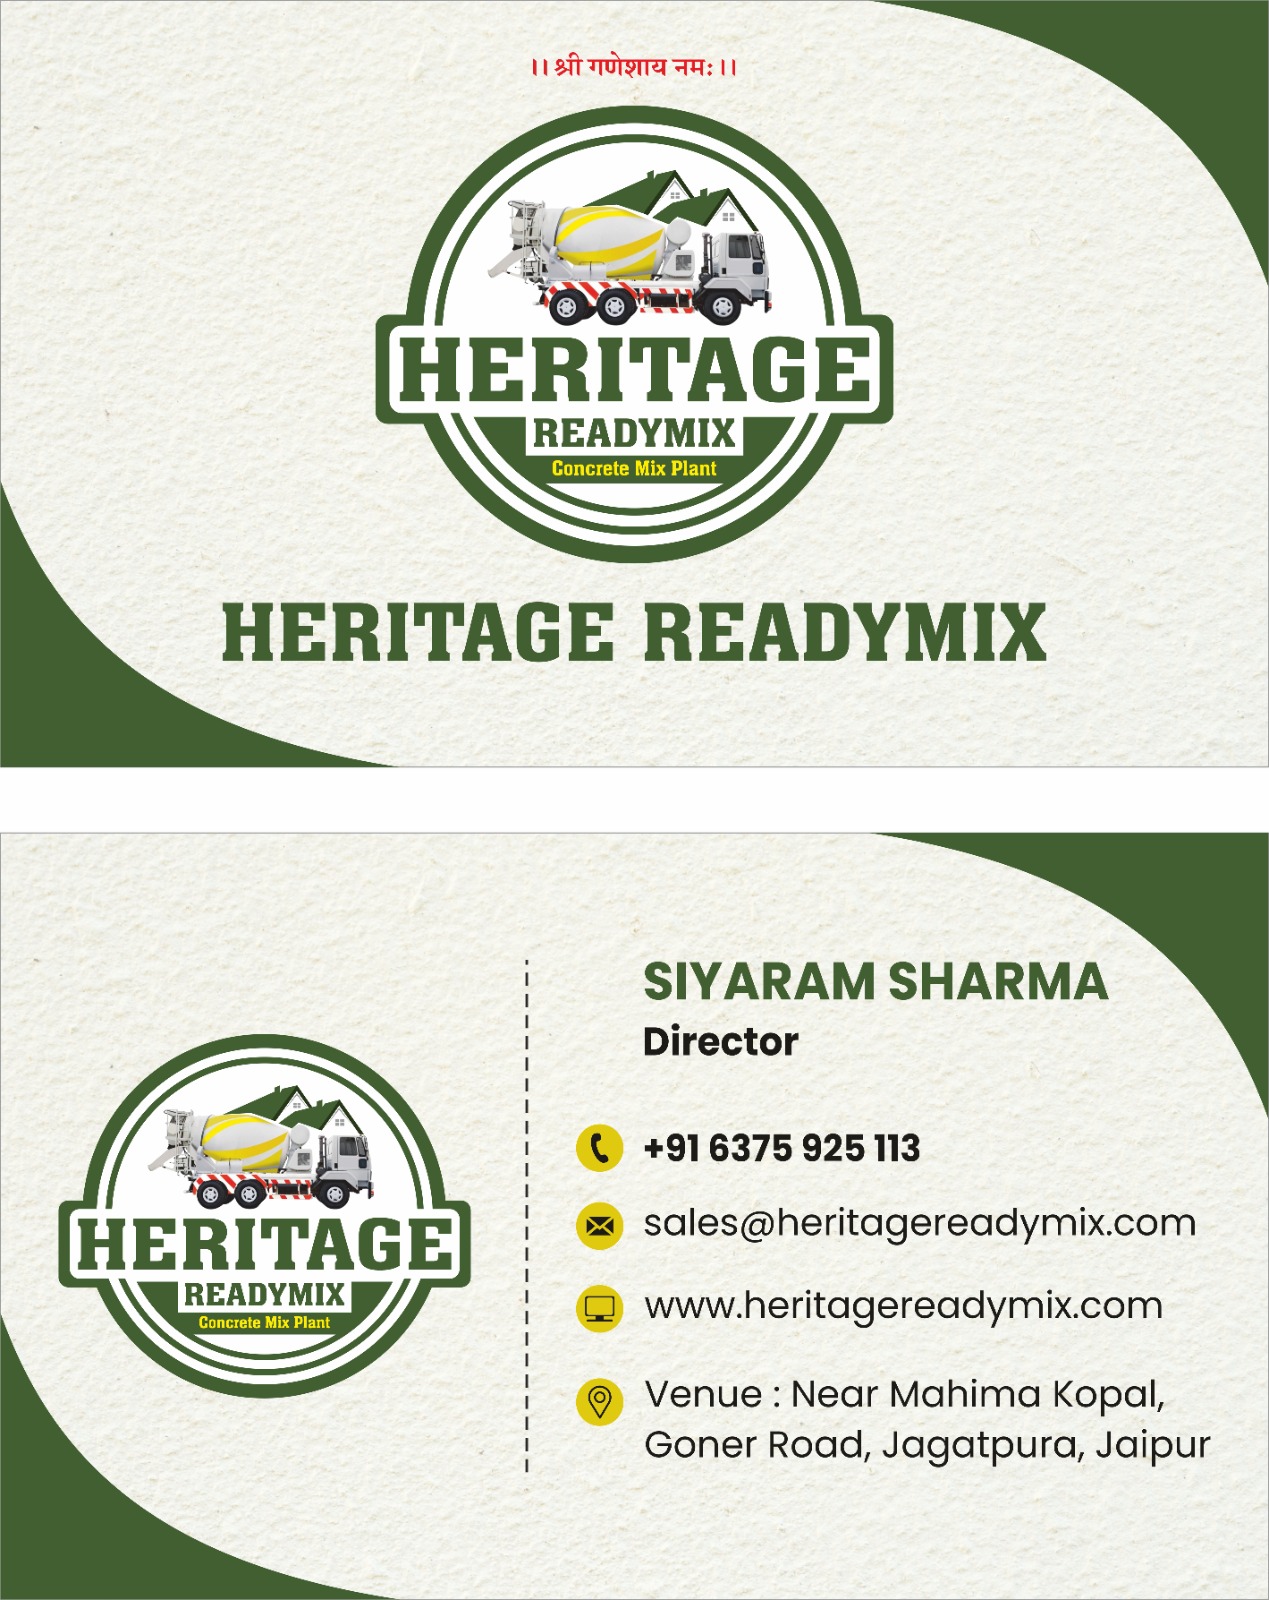 ।। श्री गणेशाय नमः ।।
HERITAGE
READYMIX
Concrete Mix Plant
HERITAGE READYMIX
SIYARAM SHARMA
Director
+91 6375 925 113
sales@heritagereadymix.com
www.heritagereadymix.com
Venue : Near Mahima Kopal,
Goner Road, Jagatpura, Jaipur
HERITAGE
READYMIX
Concrete Mix Plant